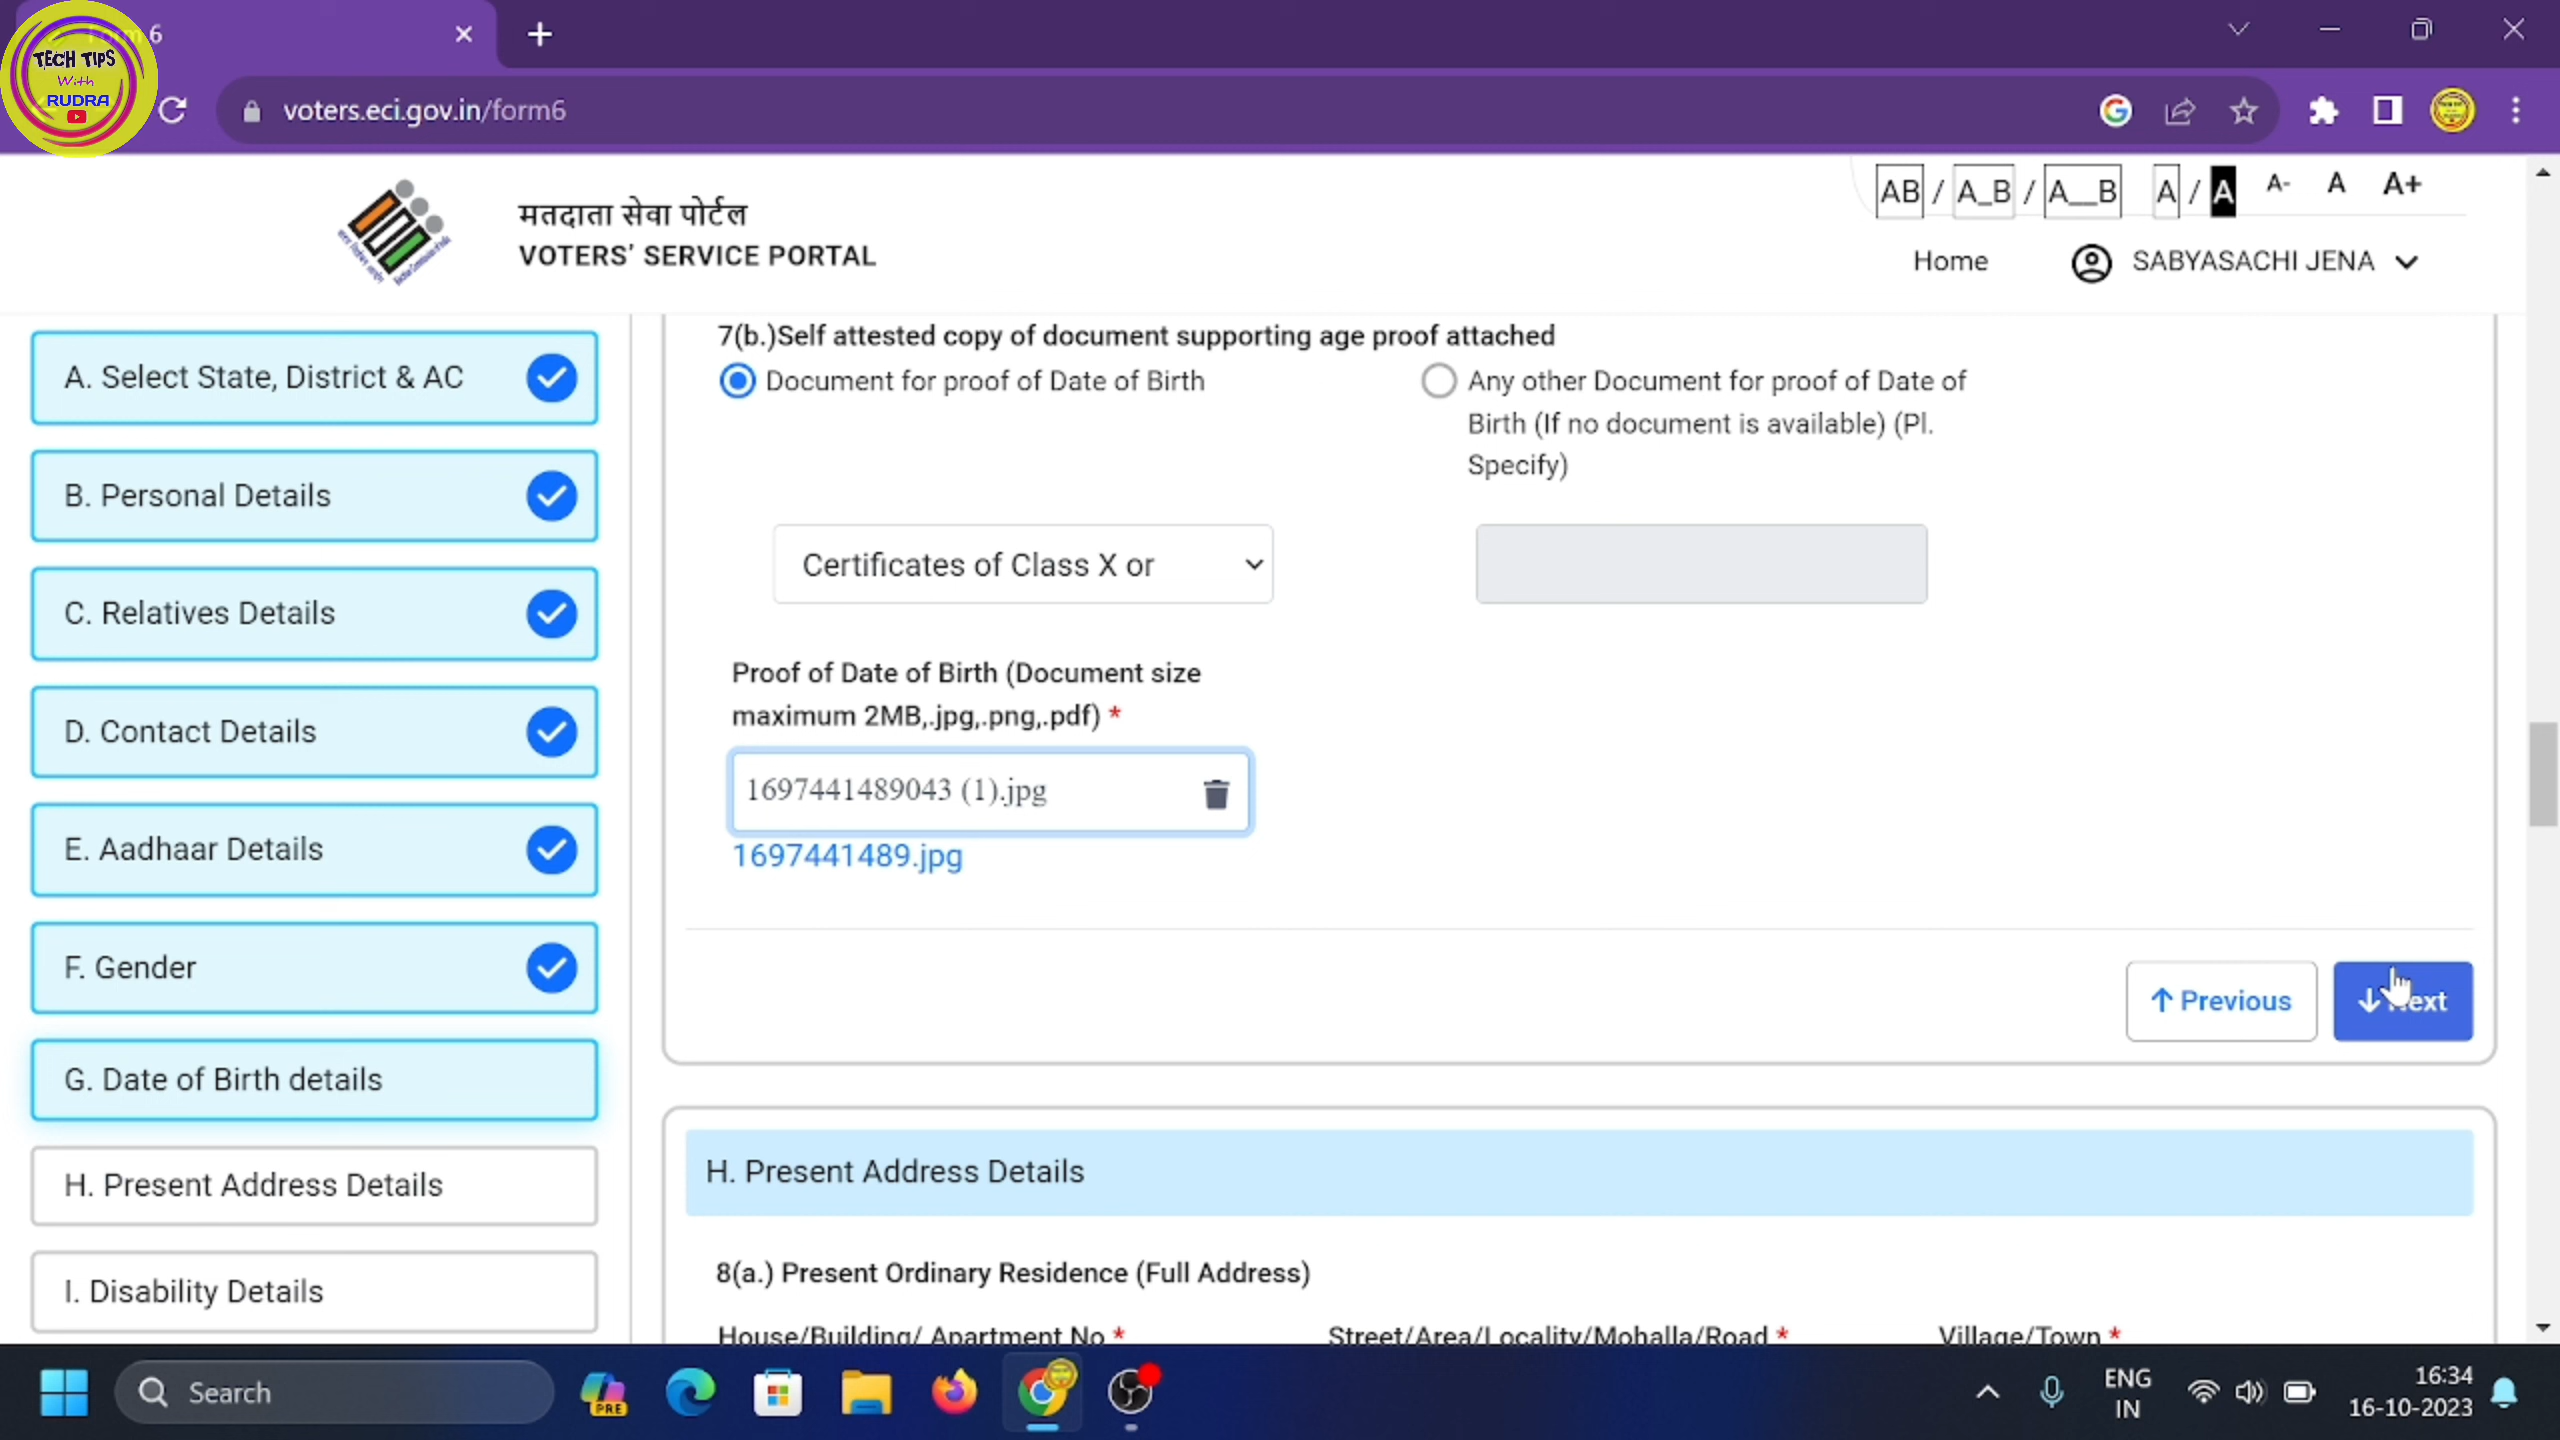 TECH TIPS
With
RUDRA
6
voters.eci.gov.in/form6
मतदाता सेवा पोर्टल
VOTERS' SERVICE PORTAL
AB / A_B / A__B A / A A- A A+
Home SABYASACHI JENA
A. Select State, District & AC
B. Personal Details
C. Relatives Details
D. Contact Details
E. Aadhaar Details
F. Gender
G. Date of Birth details
H. Present Address Details
I. Disability Details
7(b.)Self attested copy of document supporting age proof attached
Document for proof of Date of Birth
Any other Document for proof of Date of
Birth (If no document is available) (Pl.
Specify)
Certificates of Class X or
Proof of Date of Birth (Document size
maximum 2MB,.jpg,.png,.pdf) *
1697441489043 (1).jpg
1697441489.jpg
Previous
Next
H. Present Address Details
8(a.) Present Ordinary Residence (Full Address)
House/Building/ Apartment No * Street/Area/Locality/Mohalla/Road * Village/Town *
Search
PRE
ENG
IN
16:34
16-10-2023